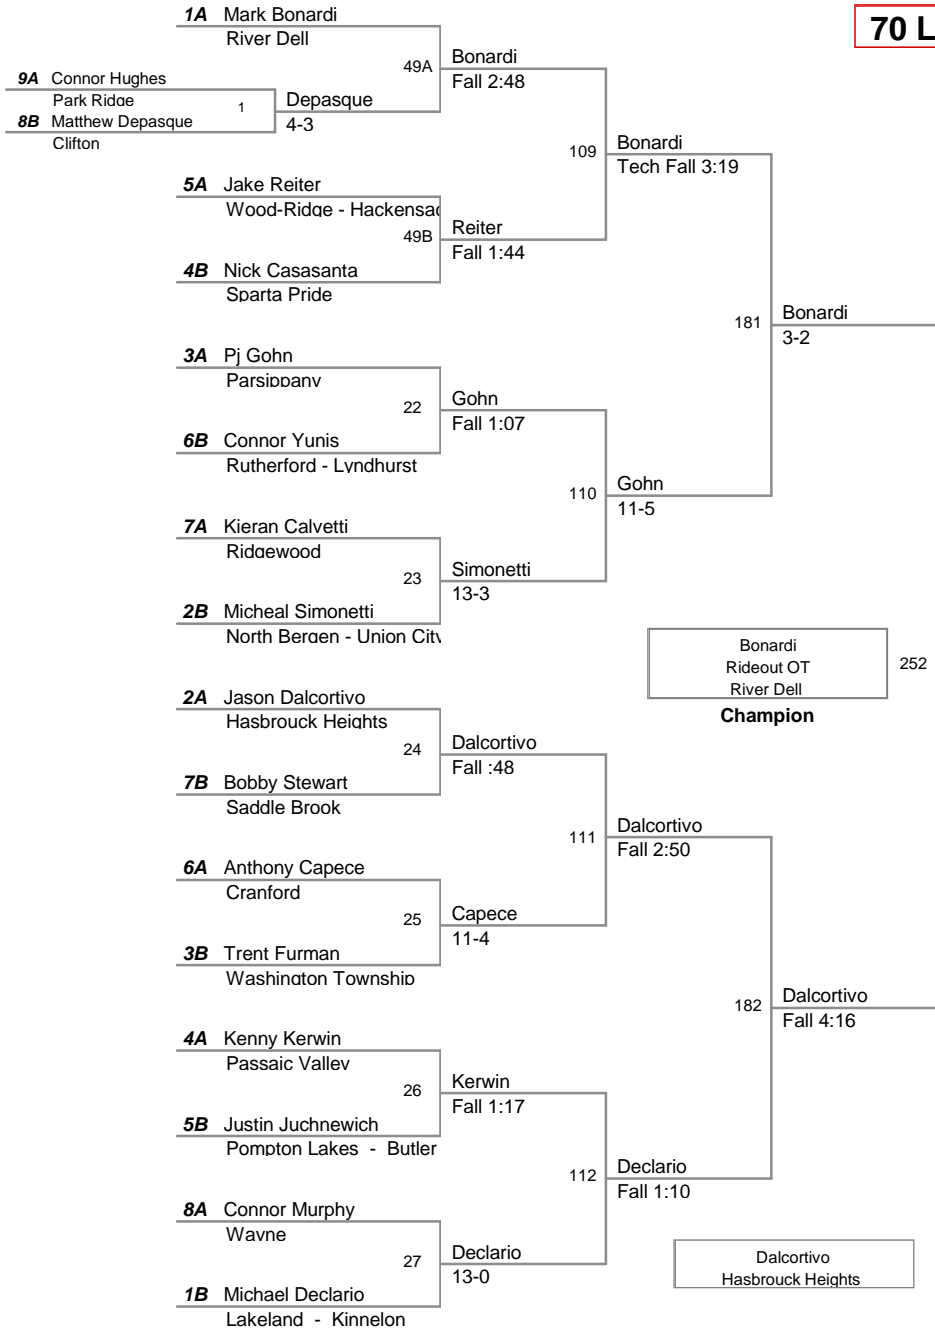 1A Mark Bonardi
River Dell
70 L
49A
Bonardi
Fall 2:48
9A Connor Hughes
Park Ridge
1
8B Matthew Depasque
Clifton
Depasque
4-3
109
Bonardi
Tech Fall 3:19
5A Jake Reiter
Wood-Ridge - Hackensac
49B
Reiter
Fall 1:44
4B Nick Casasanta
Sparta Pride
181
Bonardi
3-2
3A Pj Gohn
Parsippany
22
Gohn
Fall 1:07
6B Connor Yunis
Rutherford - Lyndhurst
110
Gohn
11-5
7A Kieran Calvetti
Ridgewood
23
Simonetti
13-3
2B Micheal Simonetti
North Bergen - Union City
Bonardi
Rideout OT
River Dell
252
Champion
2A Jason Dalcortivo
Hasbrouck Heights
24
Dalcortivo
Fall :48
7B Bobby Stewart
Saddle Brook
111
Dalcortivo
Fall 2:50
6A Anthony Capece
Cranford
25
Capece
11-4
3B Trent Furman
Washington Township
182
Dalcortivo
Fall 4:16
4A Kenny Kerwin
Passaic Valley
26
Kerwin
Fall 1:17
5B Justin Juchnewich
Pompton Lakes - Butler
112
Declario
Fall 1:10
8A Connor Murphy
Wayne
27
Declario
13-0
1B Michael Declario
Lakeland - Kinnelon
Dalcortivo
Hasbrouck Heights